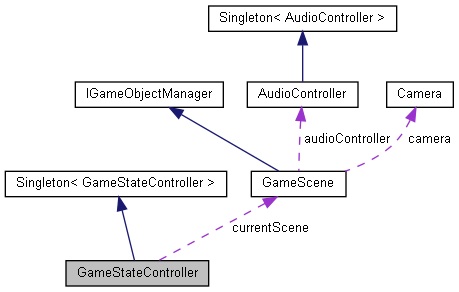 Singleton< AudioController >
IGameObjectManager
AudioController
Camera
audioController
camera
Singleton< GameStateController >
GameScene
currentScene
GameStateController